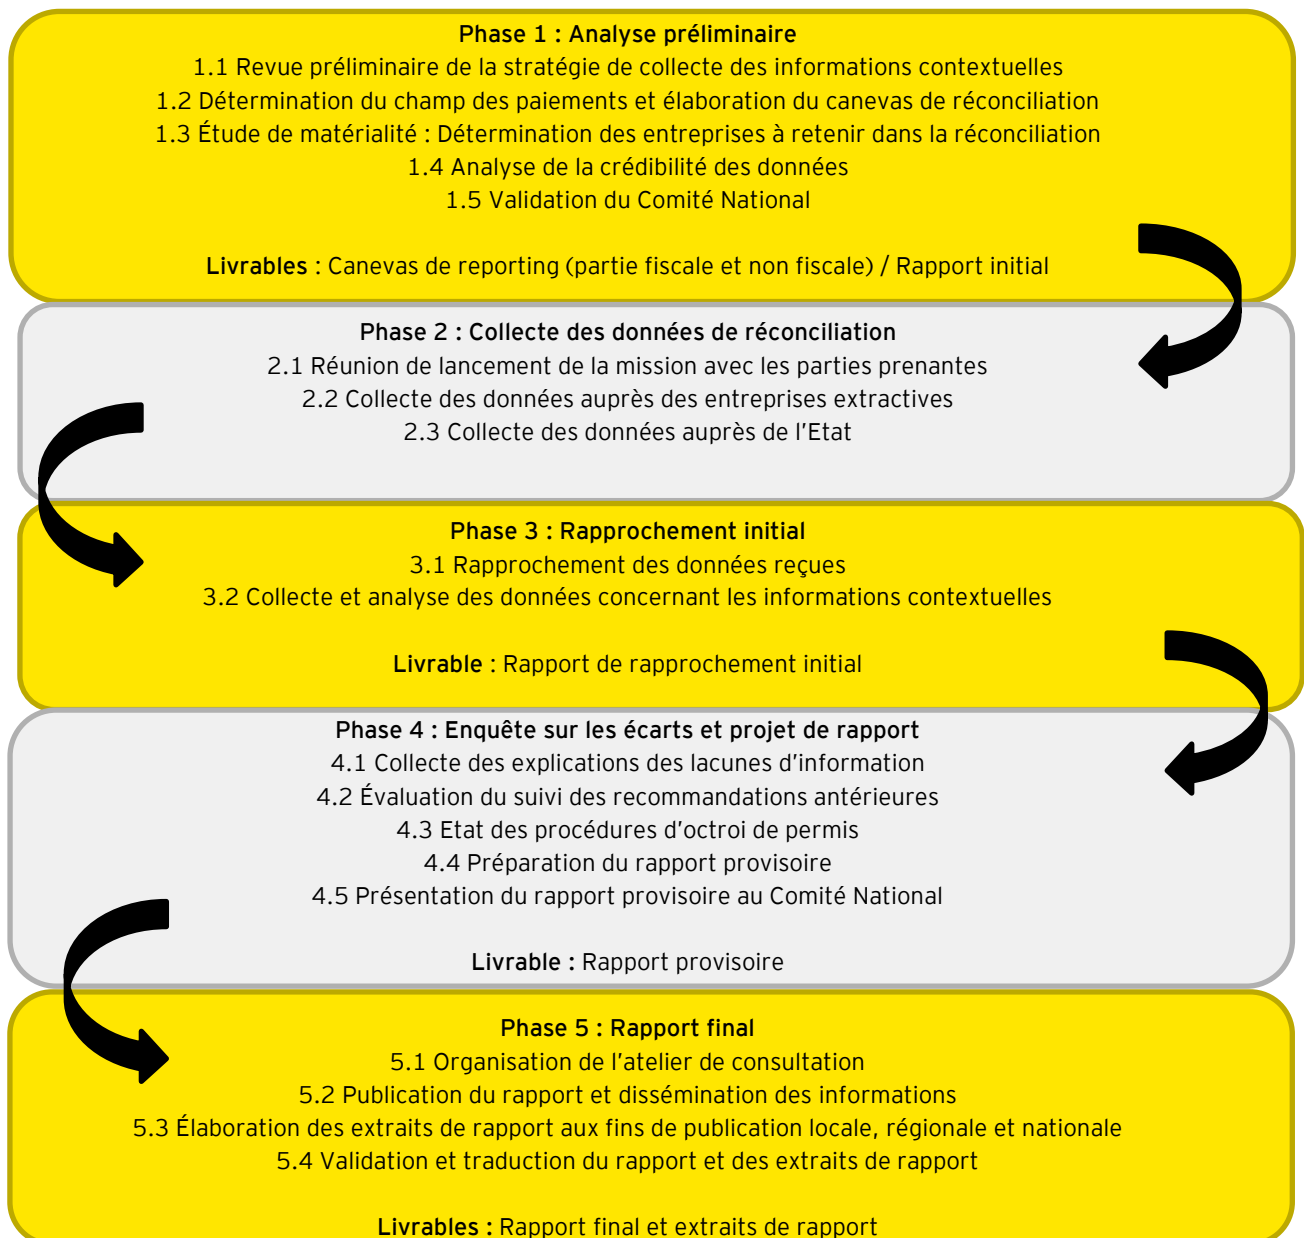 Phase 1 : Analyse préliminaire
1.1 Revue préliminaire de la stratégie de collecte des informations contextuelles
1.2 Détermination du champ des paiements et élaboration du canevas de réconciliation
1.3 Étude de matérialité : Détermination des entreprises à retenir dans la réconciliation
1.4 Analyse de la crédibilité des données
1.5 Validation du Comité National
Livrables : Canevas de reporting (partie fiscale et non fiscale) / Rapport initial
Phase 2 : Collecte des données de réconciliation
2.1 Réunion de lancement de la mission avec les parties prenantes
2.2 Collecte des données auprès des entreprises extractives
2.3 Collecte des données auprès de l’Etat
Phase 3 : Rapprochement initial
3.1 Rapprochement des données reçues
3.2 Collecte et analyse des données concernant les informations contextuelles
Livrable : Rapport de rapprochement initial
Phase 4 : Enquête sur les écarts et projet de rapport
4.1 Collecte des explications des lacunes d’information
4.2 Évaluation du suivi des recommandations antérieures
4.3 Etat des procédures d’octroi de permis
4.4 Préparation du rapport provisoire
4.5 Présentation du rapport provisoire au Comité National
Livrable : Rapport provisoire
Phase 5 : Rapport final
5.1 Organisation de l’atelier de consultation
5.2 Publication du rapport et dissémination des informations
5.3 Élaboration des extraits de rapport aux fins de publication locale, régionale et nationale
5.4 Validation et traduction du rapport et des extraits de rapport
Livrables : Rapport final et extraits de rapport